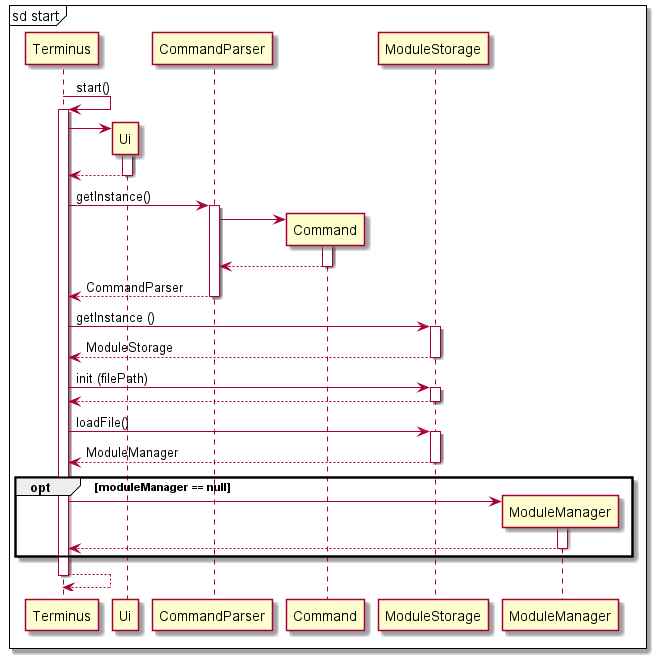 sd start
Terminus
CommandParser
ModuleStorage
start()
Ui
getInstance()
Command
CommandParser
getInstance ()
ModuleStorage
init (filePath)
loadFile()
ModuleManager
opt [moduleManager == null]
ModuleManager
Terminus
Ui
CommandParser
Command
ModuleStorage
ModuleManager